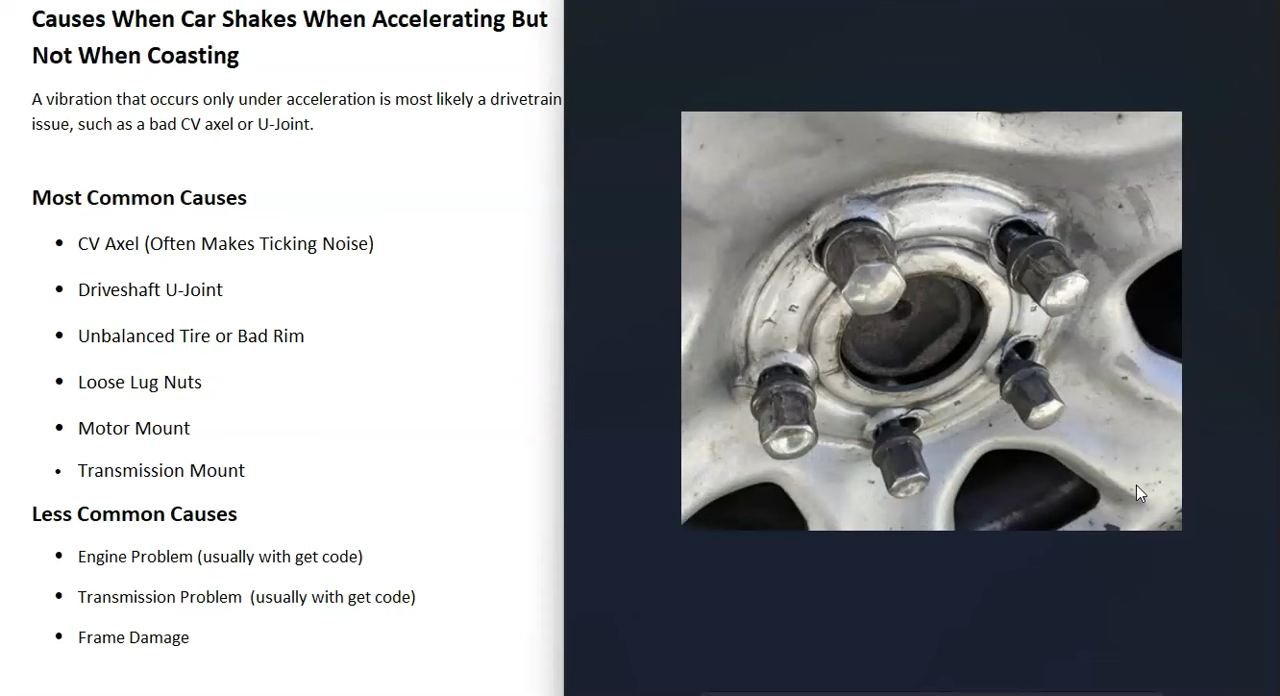 Causes When Car Shakes When Accelerating But
Not When Coasting
A vibration that occurs only under acceleration is most likely a drivetrain
issue, such as a bad CV axel or U-Joint.
Most Common Causes
• CV Axel (Often Makes Ticking Noise)
• Driveshaft U-Joint
• Unbalanced Tire or Bad Rim
• Loose Lug Nuts
• Motor Mount
• Transmission Mount
Less Common Causes
• Engine Problem (usually with get code)
• Transmission Problem  (usually with get code)
• Frame Damage